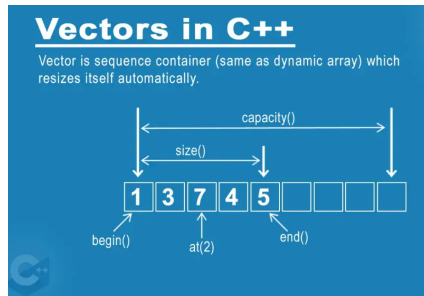 Vectors in C++
Vector is sequence container (same as dynamic array) which
resizes itself automatically.
capacity()
size()
1 3 7 4 5
begin()
at(2)
end()
C++